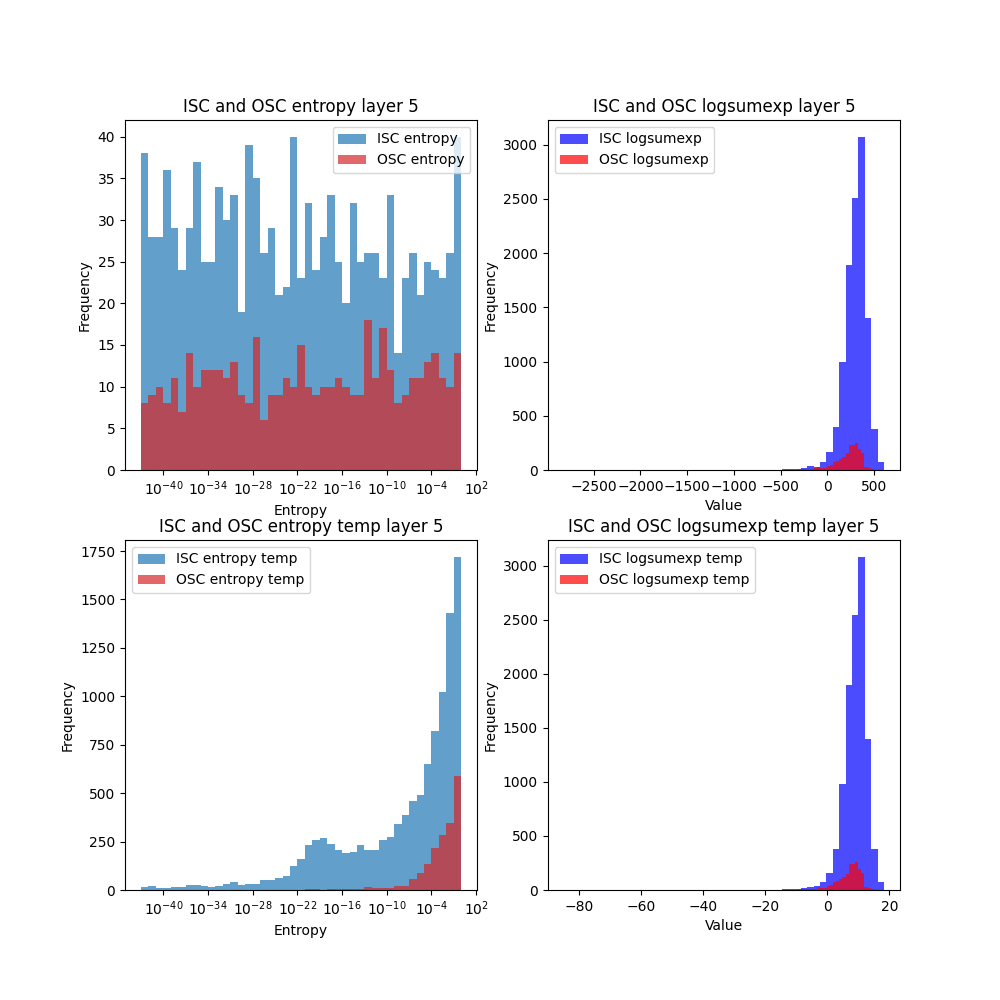 ISC and OSC entropy layer 5
ISC entropy
OSC entropy
Frequency
40
35
30
25
20
15
10
5
0
10⁻⁴⁰ 10⁻³⁴ 10⁻²⁸ 10⁻²² 10⁻¹⁶ 10⁻¹⁰ 10⁻⁴ 10²
Entropy
ISC and OSC logsumexp layer 5
ISC logsumexp
OSC logsumexp
Frequency
3000
2500
2000
1500
1000
500
0
−2500 −2000 −1500 −1000 −500 0 500
Value
ISC and OSC entropy temp layer 5
ISC entropy temp
OSC entropy temp
Frequency
1750
1500
1250
1000
750
500
250
0
10⁻⁴⁰ 10⁻³⁴ 10⁻²⁸ 10⁻²² 10⁻¹⁶ 10⁻¹⁰ 10⁻⁴ 10²
Entropy
ISC and OSC logsumexp temp layer 5
ISC logsumexp temp
OSC logsumexp temp
Frequency
3000
2500
2000
1500
1000
500
0
−80 −60 −40 −20 0 20
Value